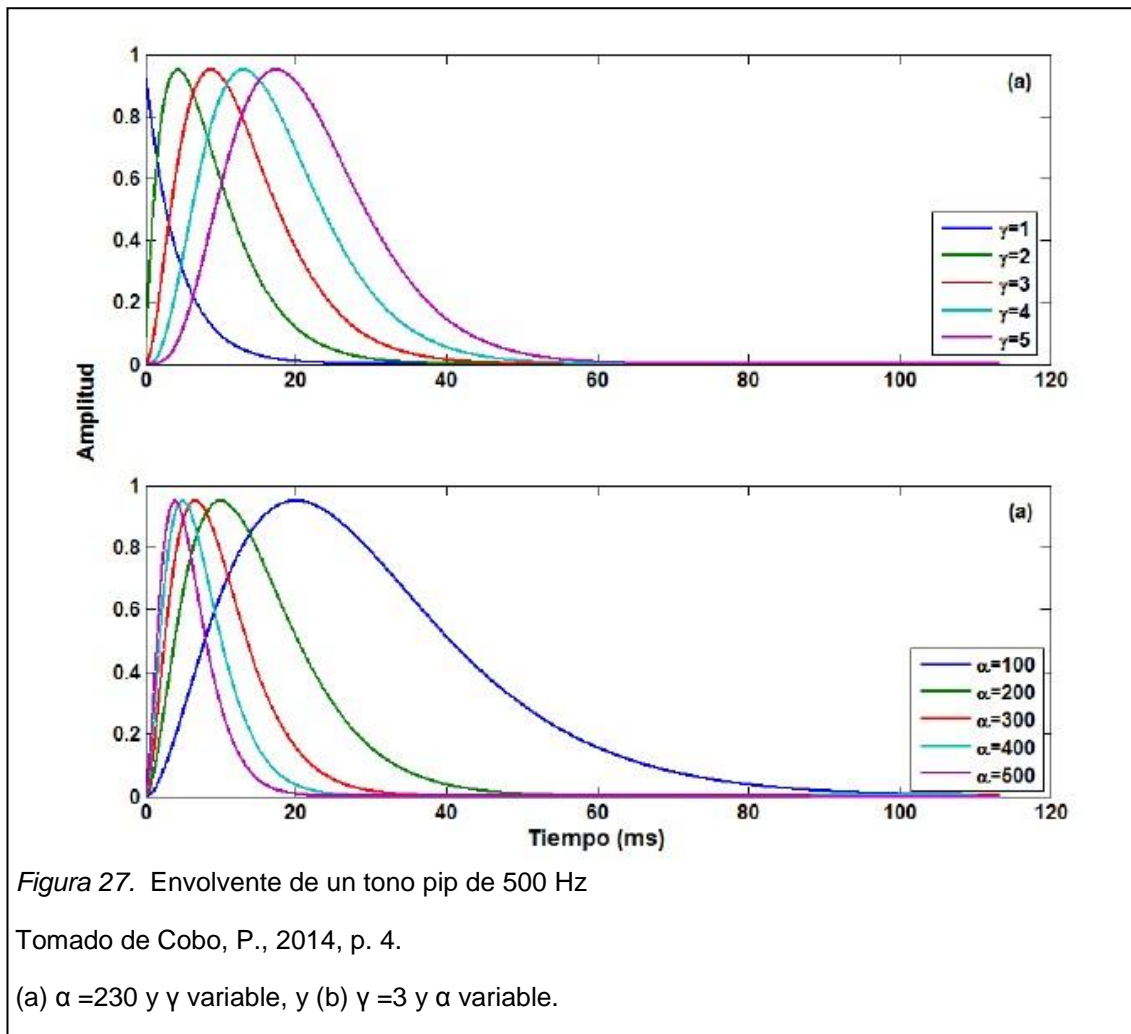 1
(a)
0.8
0.6
0.4
0.2
0
γ=1
γ=2
γ=3
γ=4
γ=5
0 20 40 60 80 100 120
Amplitud
1
(a)
0.8
0.6
0.4
0.2
0
α=100
α=200
α=300
α=400
α=500
0 20 40 60 80 100 120
Tiempo (ms)
Figura 27. Envolvente de un tono pip de 500 Hz
Tomado de Cobo, P., 2014, p. 4.
(a) α =230 y γ variable, y (b) γ =3 y α variable.